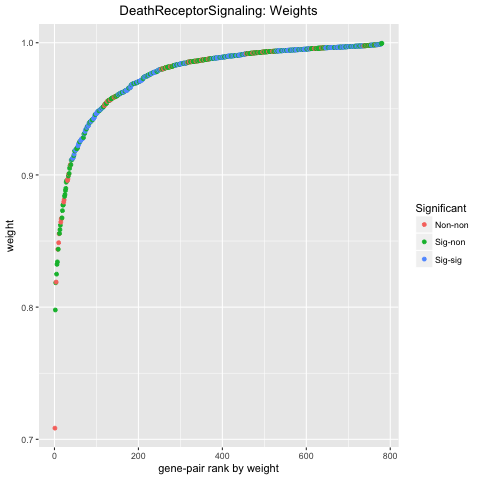 DeathReceptorSignaling: Weights
1.0
0.9
0.8
0.7
weight
0
200
400
600
800
gene-pair rank by weight
Significant
Non-non
Sig-non
Sig-sig